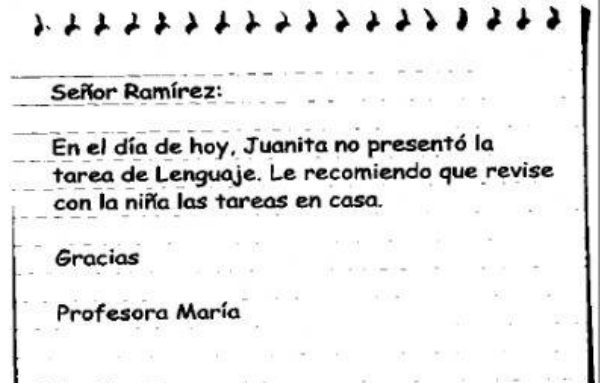 Señor Ramírez:
En el día de hoy, Juanita no presentó la
tarea de Lenguaje. Le recomiendo que revise
con la niña las tareas en casa.
Gracias
Profesora María